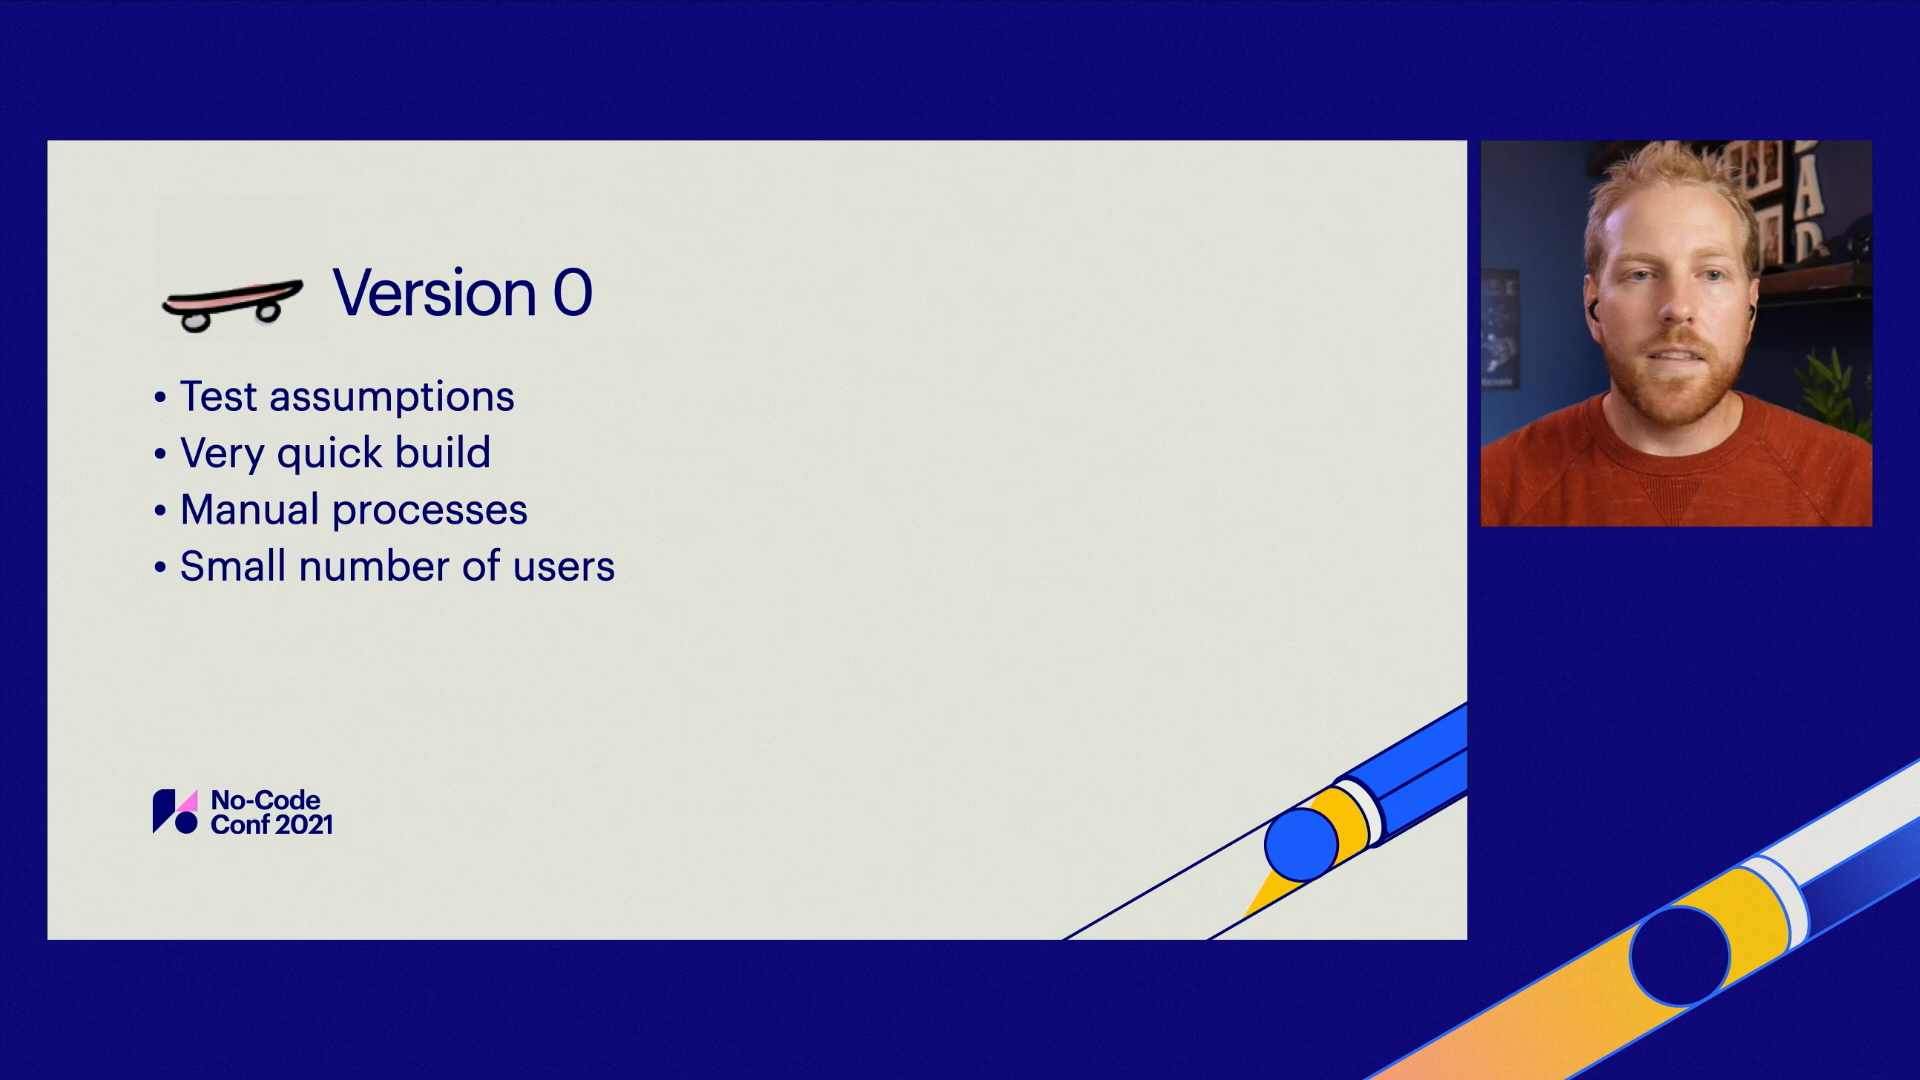 Version 0
• Test assumptions
• Very quick build
• Manual processes
• Small number of users
No-Code
Conf 2021